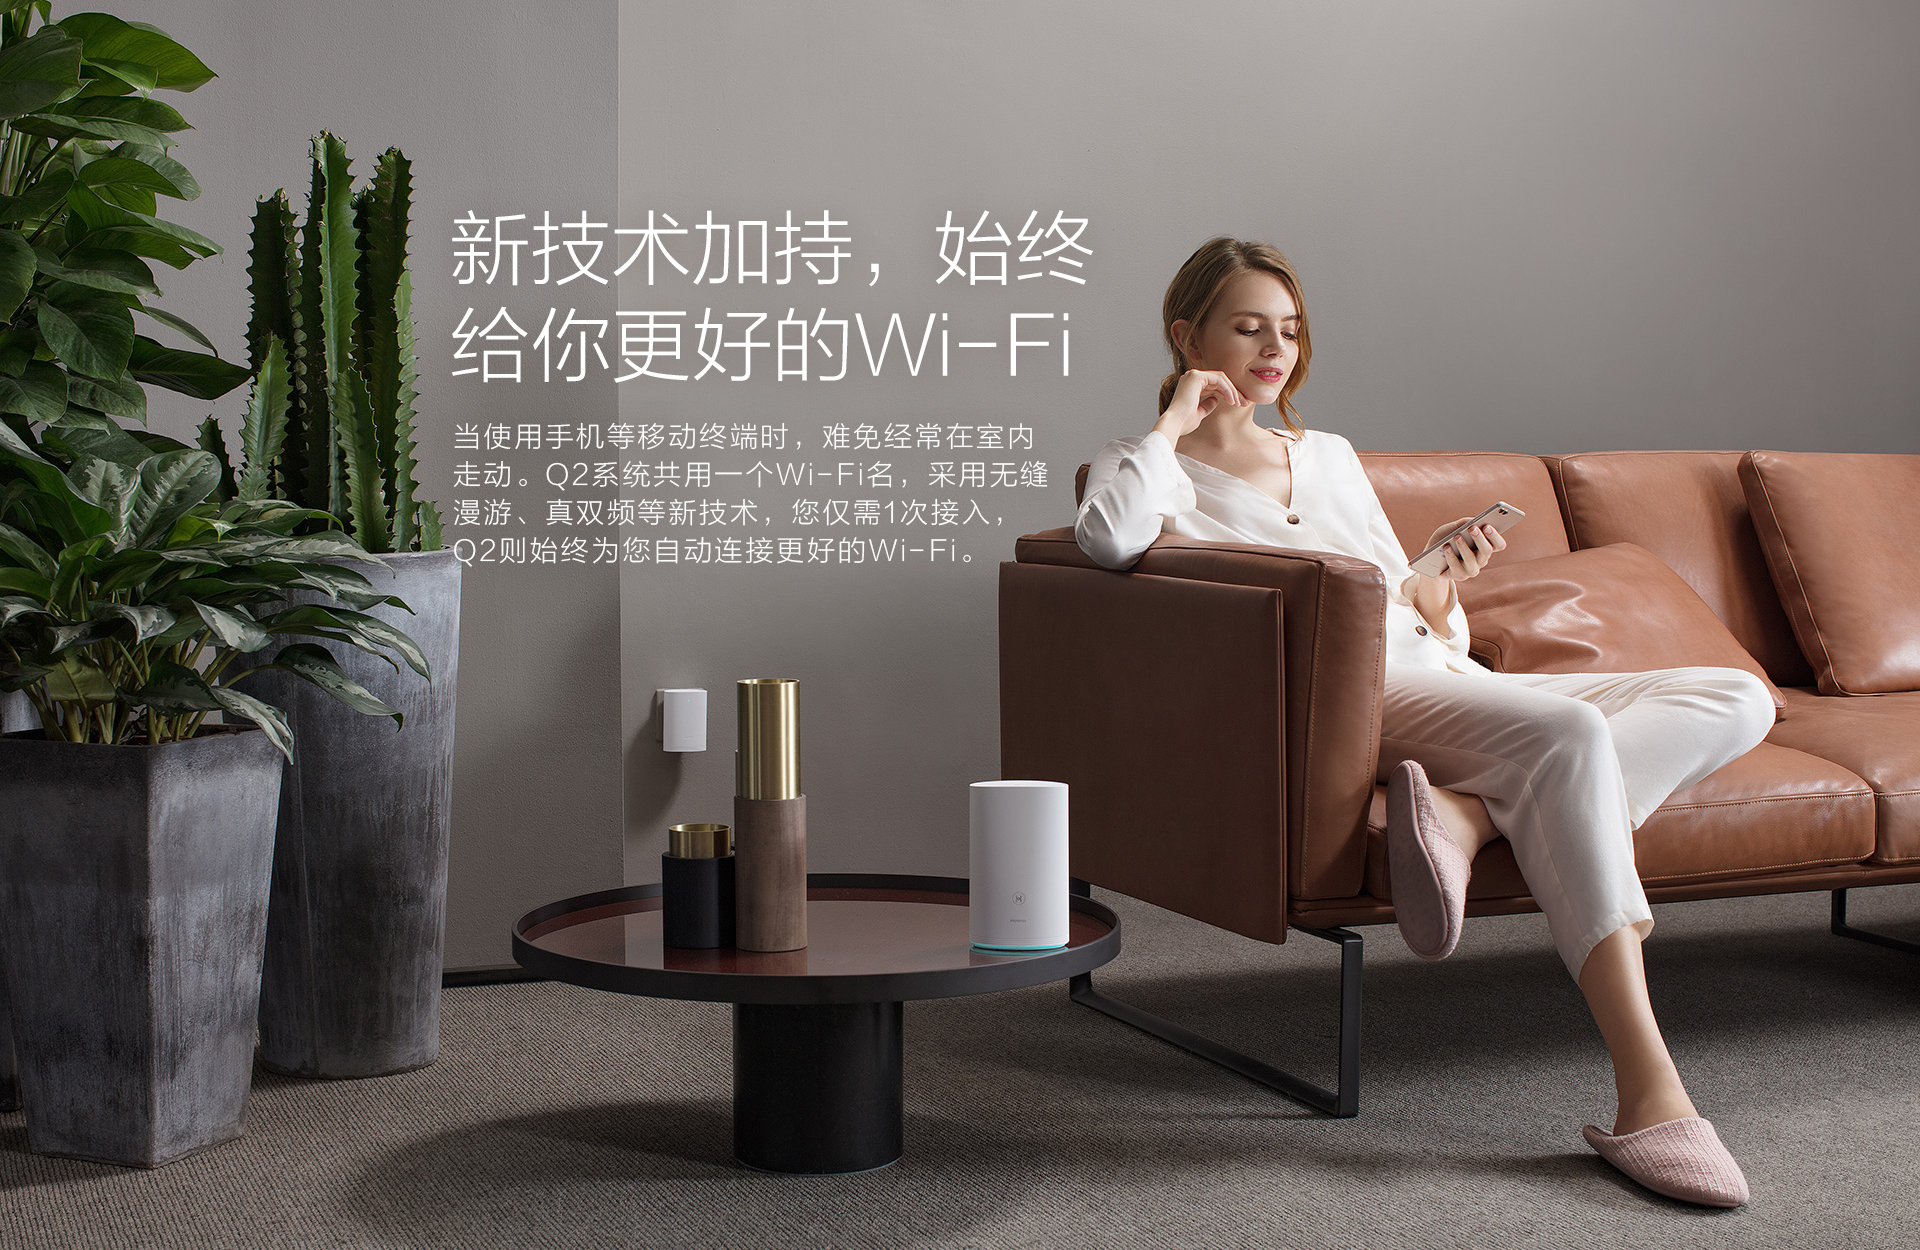 新技术加持，始终
给你更好的Wi-Fi
当使用手机等移动终端时，难免经常在室内
走动。Q2系统共用一个Wi-Fi名，采用无缝
漫游、真双频等新技术，您仅需1次接入，
Q2则始终为您自动连接更好的Wi-Fi。